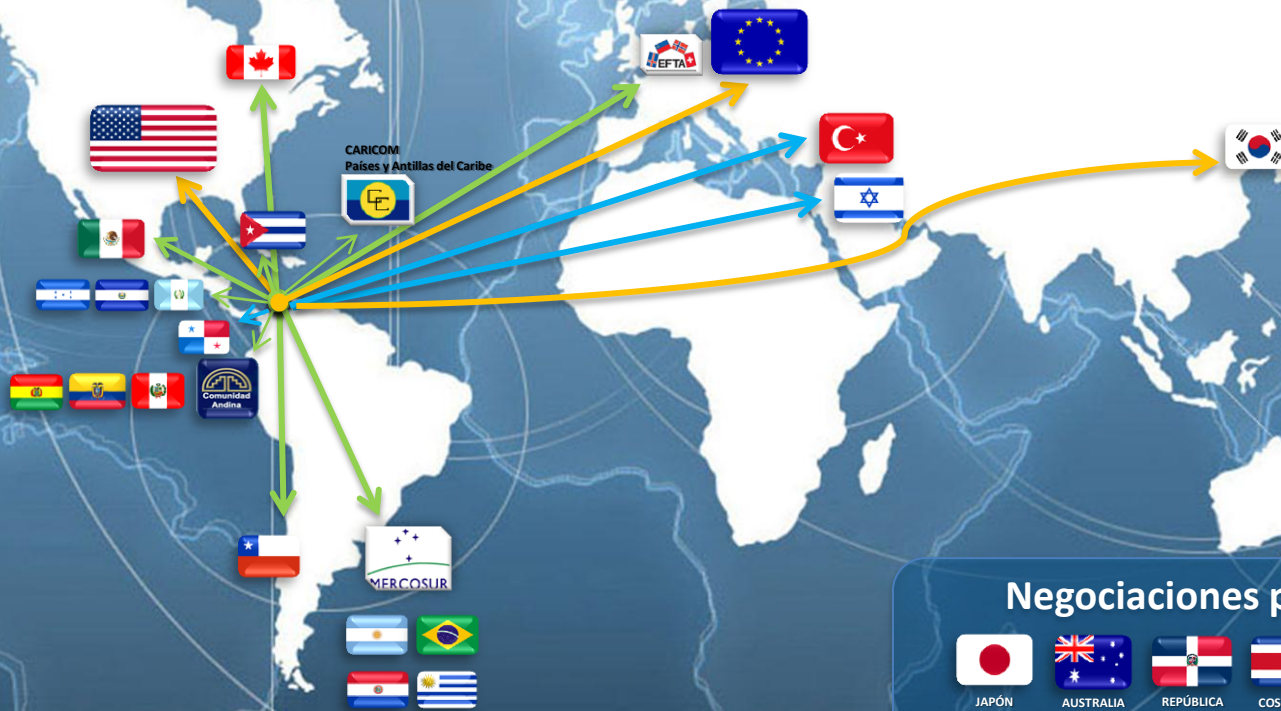 EFTA
CARICOM
Países y Antillas del Caribe
Comunidad
Andina
MERCOSUR
Negociaciones p
JAPÓN
AUSTRALIA
REPÚBLICA
COS